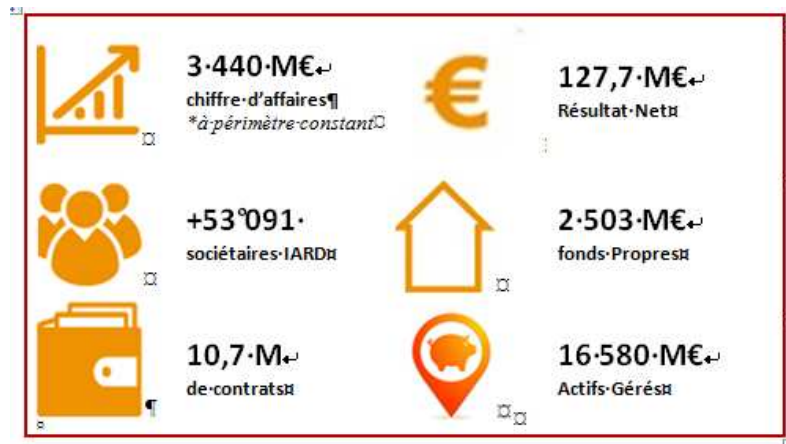 3 440 M€
chiffre d'affaires
*à périmètre constant
127,7 M€
Résultat Net
+53°091
sociétaires IARD
2 503 M€
fonds Propres
10,7 M
de contrats
16 580 M€
Actifs Gérés